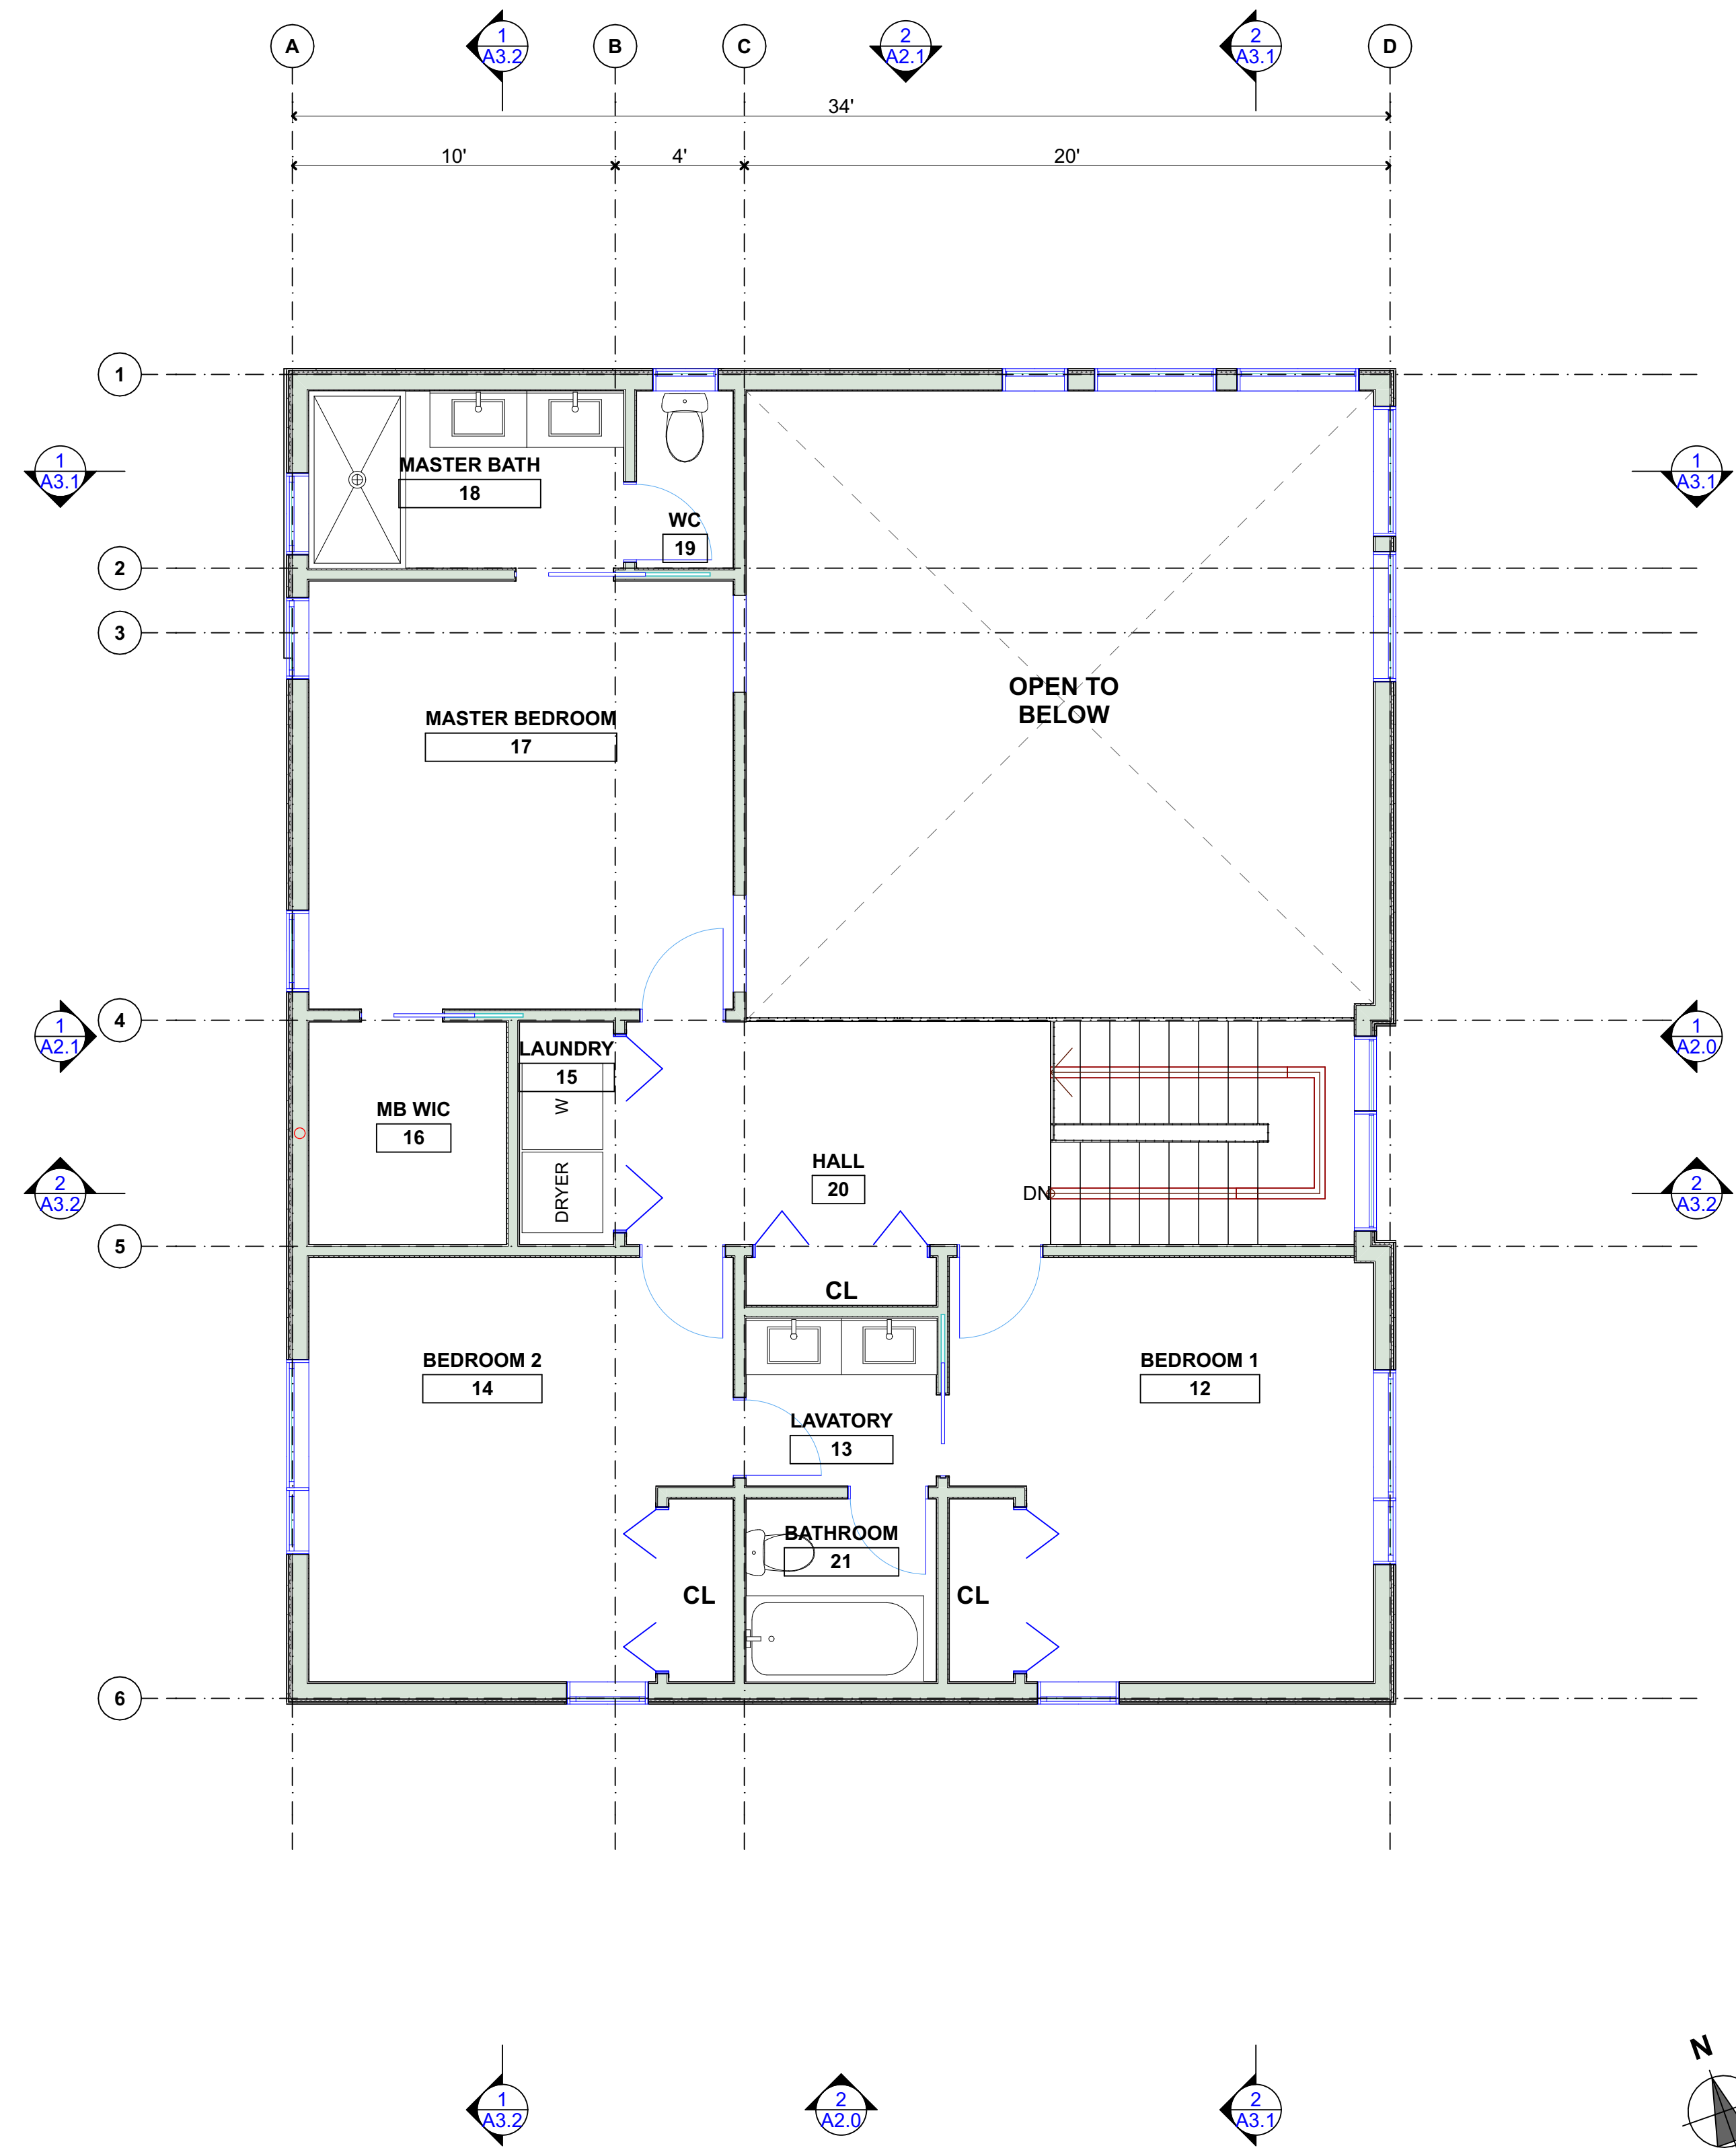 A
1
A3.2
B
C
2
A2.1
2
A3.1
D
34'
10'
4'
20'
1
1
A3.1
MASTER BATH
18
WC
19
1
A3.1
2
3
OPEN TO
BELOW
MASTER BEDROOM
17
4
1
A2.1
LAUNDRY
15
W
DRYER
MB WIC
16
1
A2.0
HALL
20
DN
2
A3.2
2
A3.2
5
CL
BEDROOM 2
14
BEDROOM 1
12
LAVATORY
13
BATHROOM
21
CL
CL
6
N
1
A3.2
2
A2.0
2
A3.1